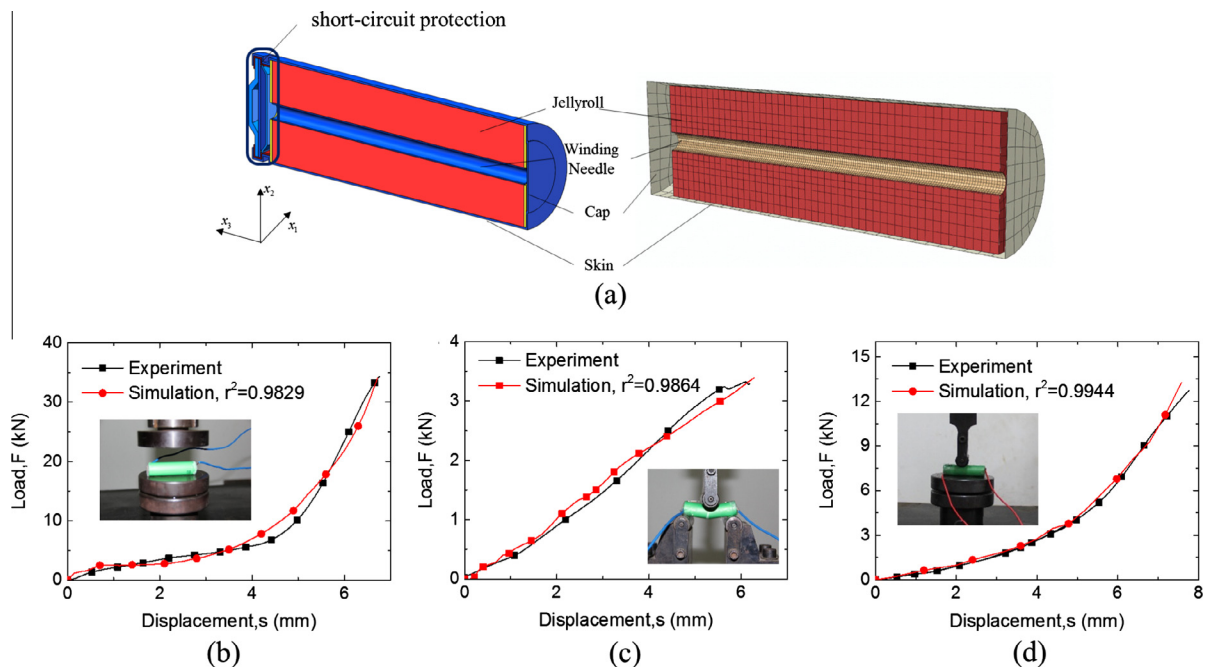 short-circuit protection
Jellyroll
Winding
Needle
Cap
Skin
x2
x3
x1
(a)
40
30
20
10
0
Load,F (kN)
Experiment
Simulation, r²=0.9829
0 2 4 6
Displacement,s (mm)
(b)
4
3
2
1
0
Load,F (kN)
Experiment
Simulation, r²=0.9864
0 2 4 6
Displacement,s (mm)
(c)
15
12
9
6
3
0
Load,F (kN)
Experiment
Simulation, r²=0.9944
0 2 4 6 8
Displacement,s (mm)
(d)